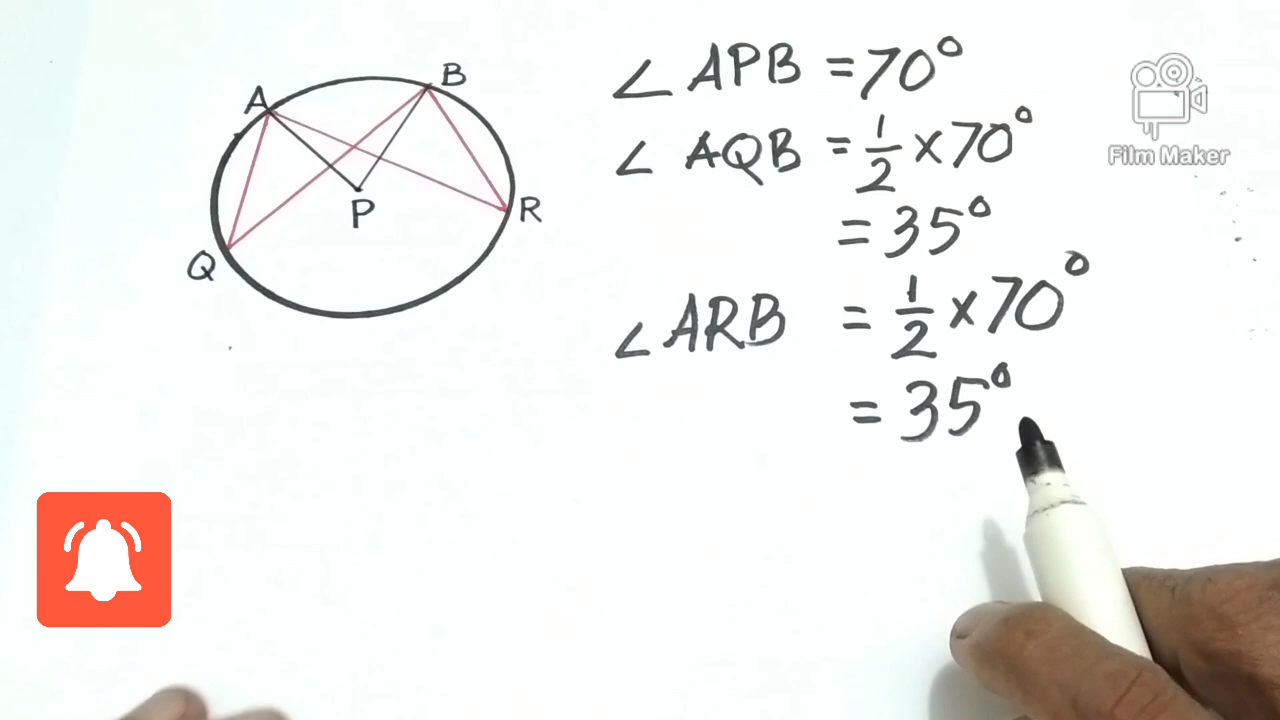 A
B
P
Q
R
∠ APB = 70°
∠ AQB = 1/2 × 70°
= 35°
∠ ARB = 1/2 × 70°
= 35°
Film Maker